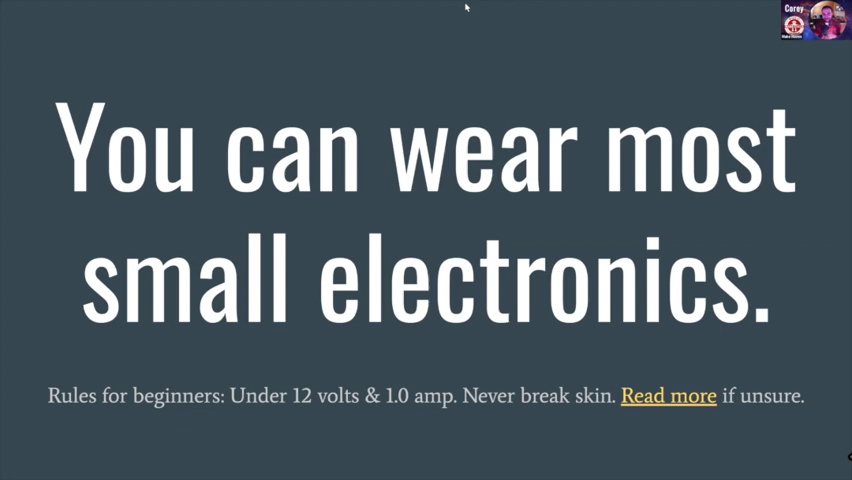 Corey
You can wear most
small electronics.
Rules for beginners: Under 12 volts & 1.0 amp. Never break skin. Read more if unsure.